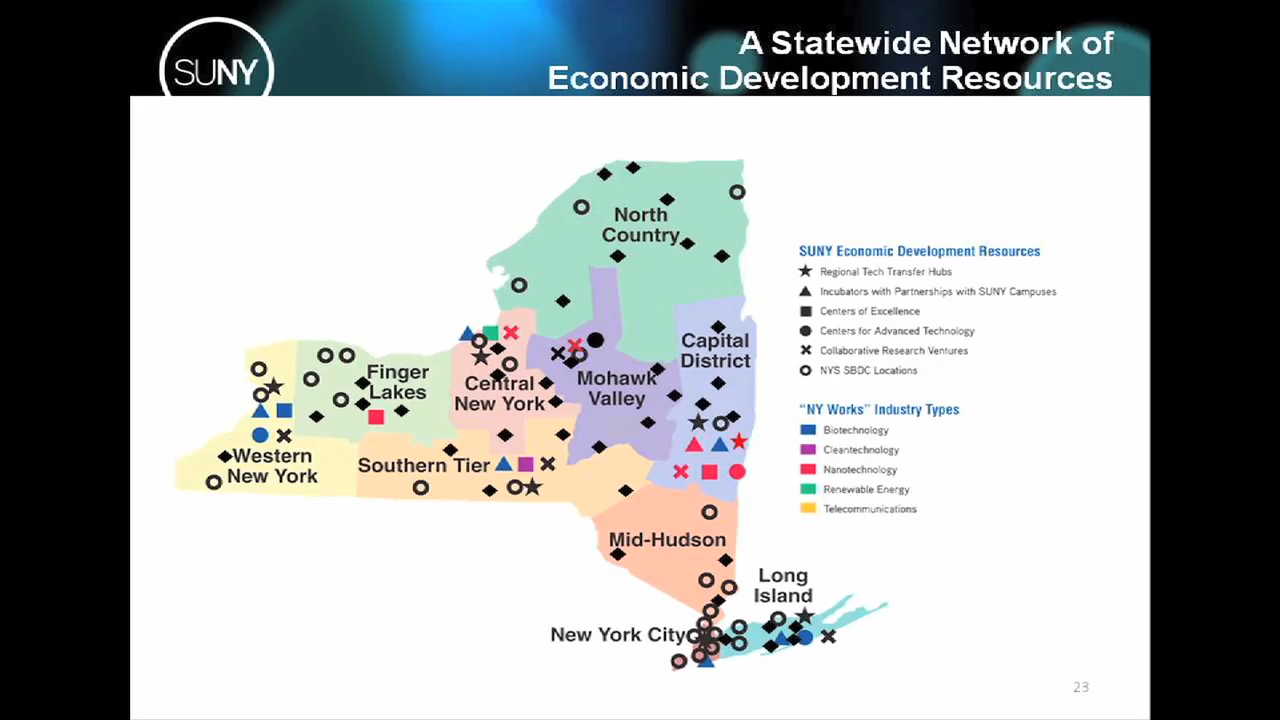 SUNY
A Statewide Network of
Economic Development Resources
North
Country
Capital
District
Finger
Lakes
Central
New York
Mohawk
Valley
Western
New York
Southern Tier
Mid-Hudson
Long
Island
New York City
SUNY Economic Development Resources
Regional Tech Transfer Hubs
Incubators with Partnerships with SUNY Campuses
Centers of Excellence
Centers for Advanced Technology
Collaborative Research Ventures
NYS SBDC Locations
"NY Works" Industry Types
Biotechnology
Cleantechnology
Nanotechnology
Renewable Energy
Telecommunications
23